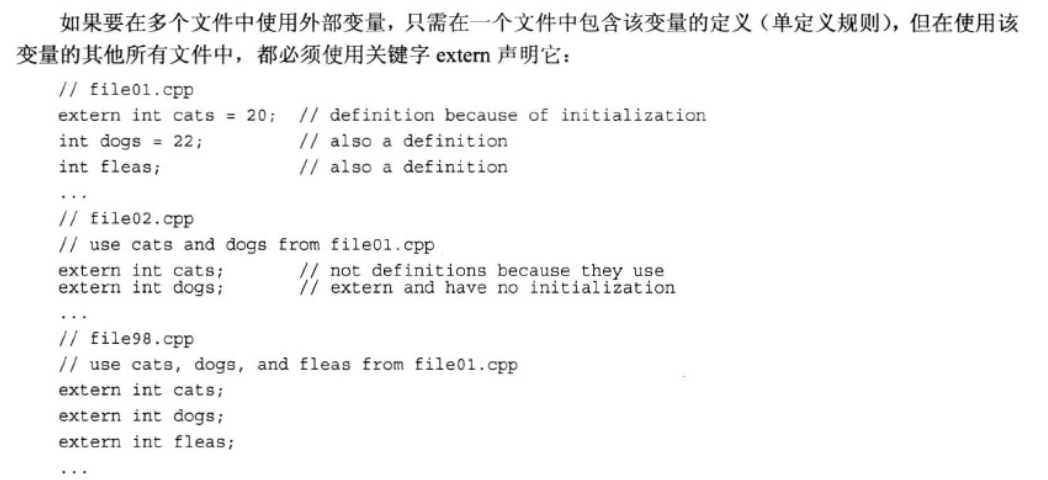 如果要在多个文件中使用外部变量，只需在一个文件中包含该变量的定义（单定义规则），但在使用该
变量的其他所有文件中，都必须使用关键字 extern 声明它：
// file01.cpp
extern int cats = 20;  // definition because of initialization
int dogs = 22;         // also a definition
int fleas;             // also a definition
...
// file02.cpp
// use cats and dogs from file01.cpp
extern int cats;       // not definitions because they use
extern int dogs;       // extern and have no initialization
...
// file98.cpp
// use cats, dogs, and fleas from file01.cpp
extern int cats;
extern int dogs;
extern int fleas;
...